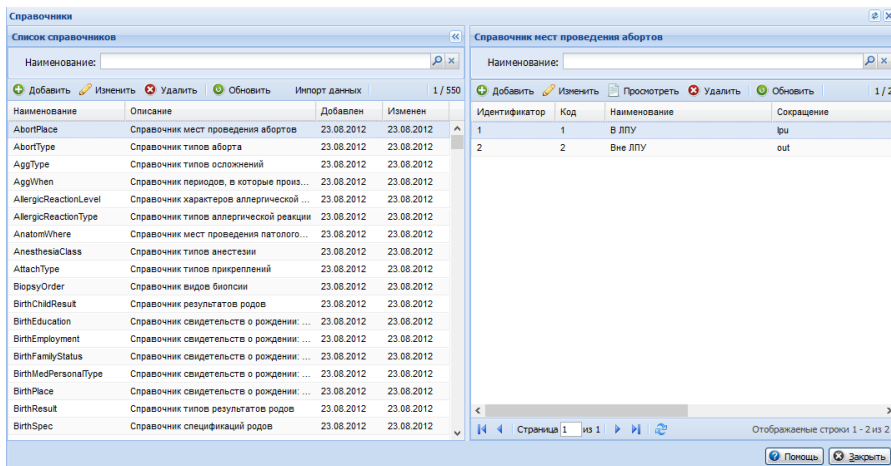 Справочники
Список справочников
Наименование:
Добавить Изменить Удалить Обновить Импорт данных 1 / 550
Наименование Описание Добавлен Изменен
AbortPlace Справочник мест проведения абортов 23.08.2012 23.08.2012
AbortType Справочник типов аборта 23.08.2012 23.08.2012
AggType Справочник типов осложнений 23.08.2012 23.08.2012
AggWhen Справочник периодов, в которые произ... 23.08.2012 23.08.2012
AllergicReactionLevel Справочник характеров аллергической ... 23.08.2012 23.08.2012
AllergicReactionType Справочник типов аллергической реакции 23.08.2012 23.08.2012
AnatomWhere Справочник мест проведения патолого... 23.08.2012 23.08.2012
AnesthesiaClass Справочник типов анестезии 23.08.2012 23.08.2012
AttachType Справочник типов прикреплений 23.08.2012 23.08.2012
BiopsyOrder Справочник видов биопсии 23.08.2012 23.08.2012
BirthChildResult Справочник результатов родов 23.08.2012 23.08.2012
BirthEducation Справочник свидетельств о рождении: ... 23.08.2012 23.08.2012
BirthEmployment Справочник свидетельств о рождении: ... 23.08.2012 23.08.2012
BirthFamilyStatus Справочник свидетельств о рождении: ... 23.08.2012 23.08.2012
BirthMedPersonalType Справочник свидетельств о рождении: ... 23.08.2012 23.08.2012
BirthPlace Справочник свидетельств о рождении: ... 23.08.2012 23.08.2012
BirthResult Справочник типов результатов родов 23.08.2012 23.08.2012
BirthSpec Справочник спецификаций родов 23.08.2012 23.08.2012
Справочник мест проведения абортов
Наименование:
Добавить Изменить Просмотреть Удалить Обновить 1 / 2
Идентификатор Код Наименование Сокращение
1 1 В ЛПУ lpu
2 2 Вне ЛПУ out
Страница 1 из 1 Отображаемые строки 1 - 2 из 2
Помощь Закрыть